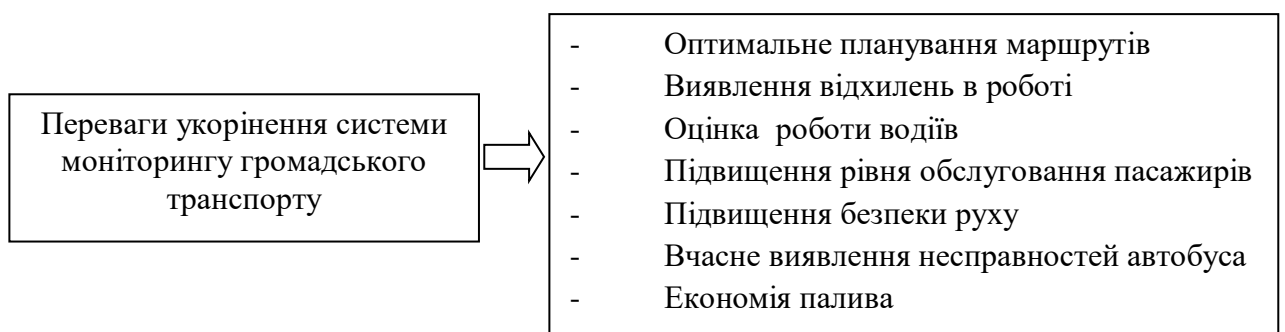 Переваги укорінення системи
моніторингу громадського
транспорту
- Оптимальне планування маршрутів
- Виявлення відхилень в роботі
- Оцінка роботи водіїв
- Підвищення рівня обслуговання пасажирів
- Підвищення безпеки руху
- Вчасне виявлення несправностей автобуса
- Економія палива